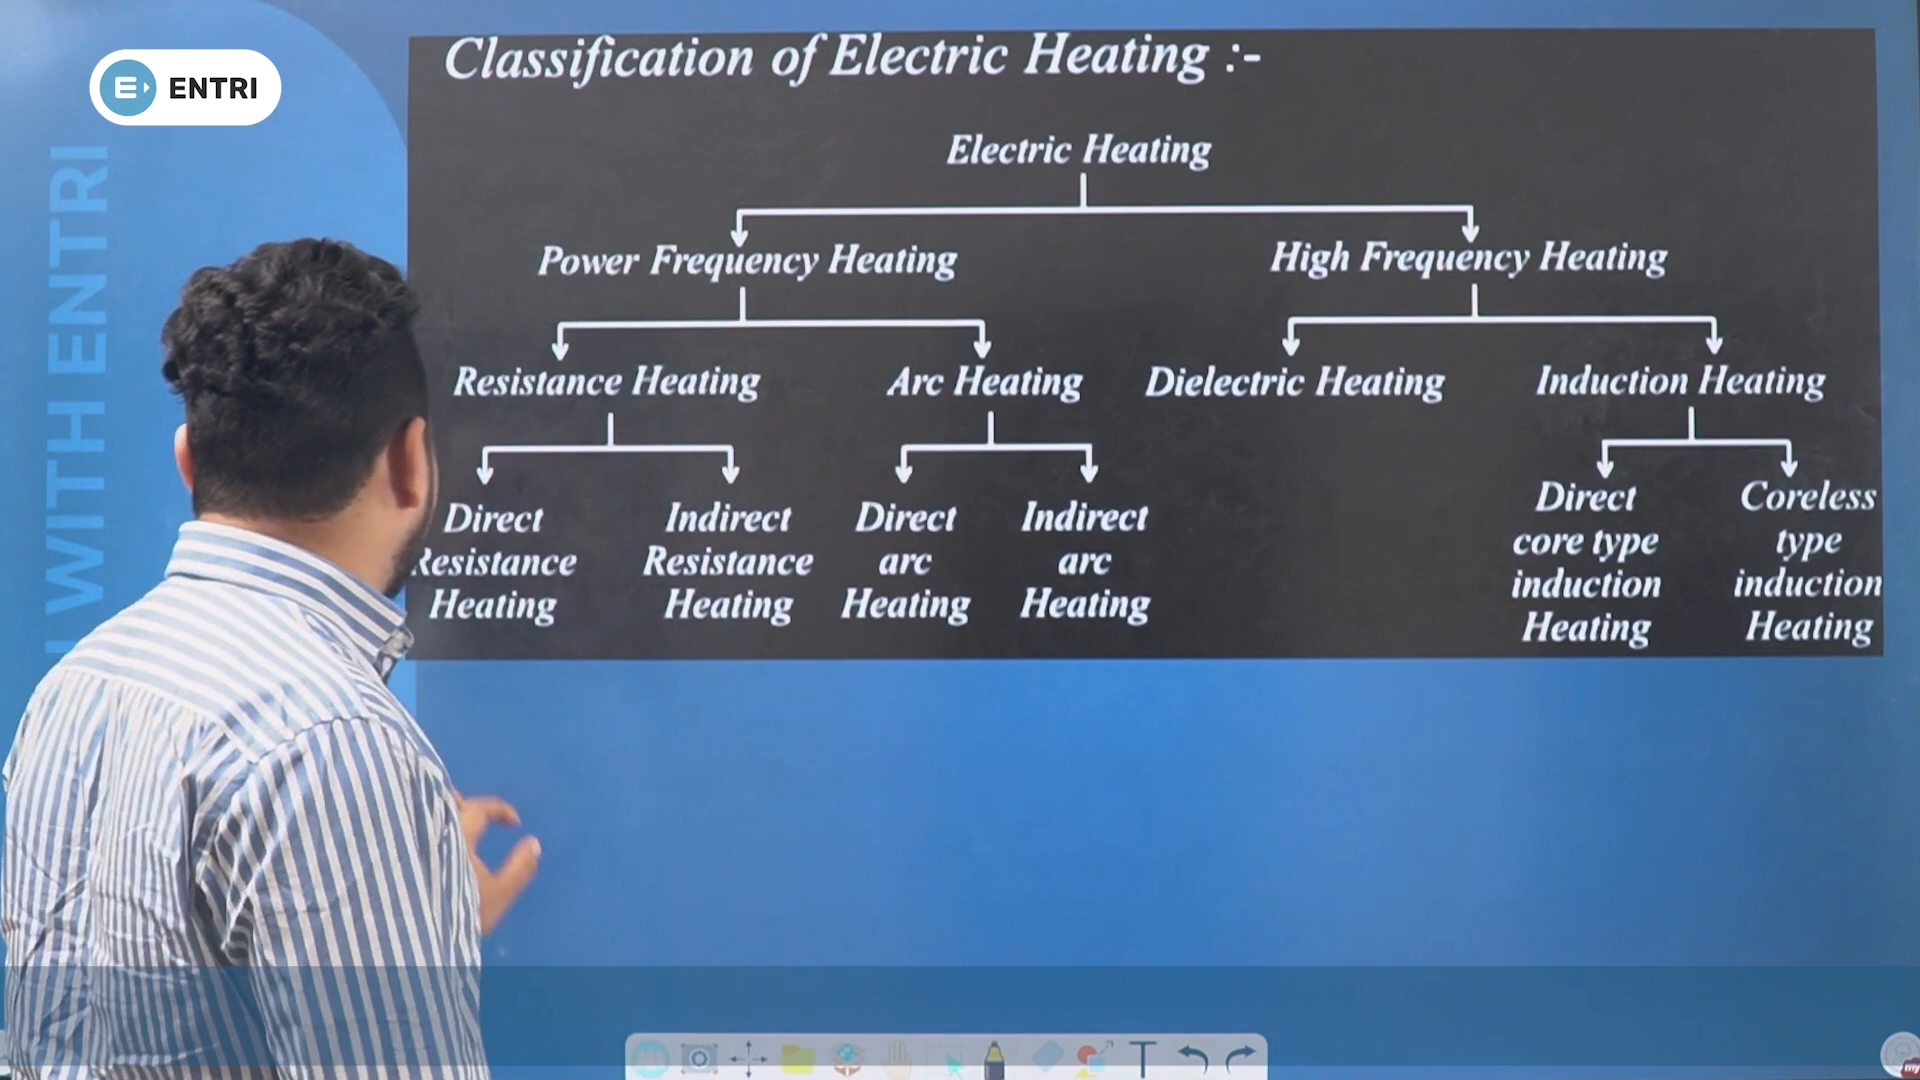 ENTRI
WITH ENTRI
Classification of Electric Heating :-
Electric Heating
Power Frequency Heating
High Frequency Heating
Resistance Heating
Arc Heating
Dielectric Heating
Induction Heating
Direct
Resistance
Heating
Indirect
Resistance
Heating
Direct
arc
Heating
Indirect
arc
Heating
Direct
core type
induction
Heating
Coreless
type
induction
Heating
T